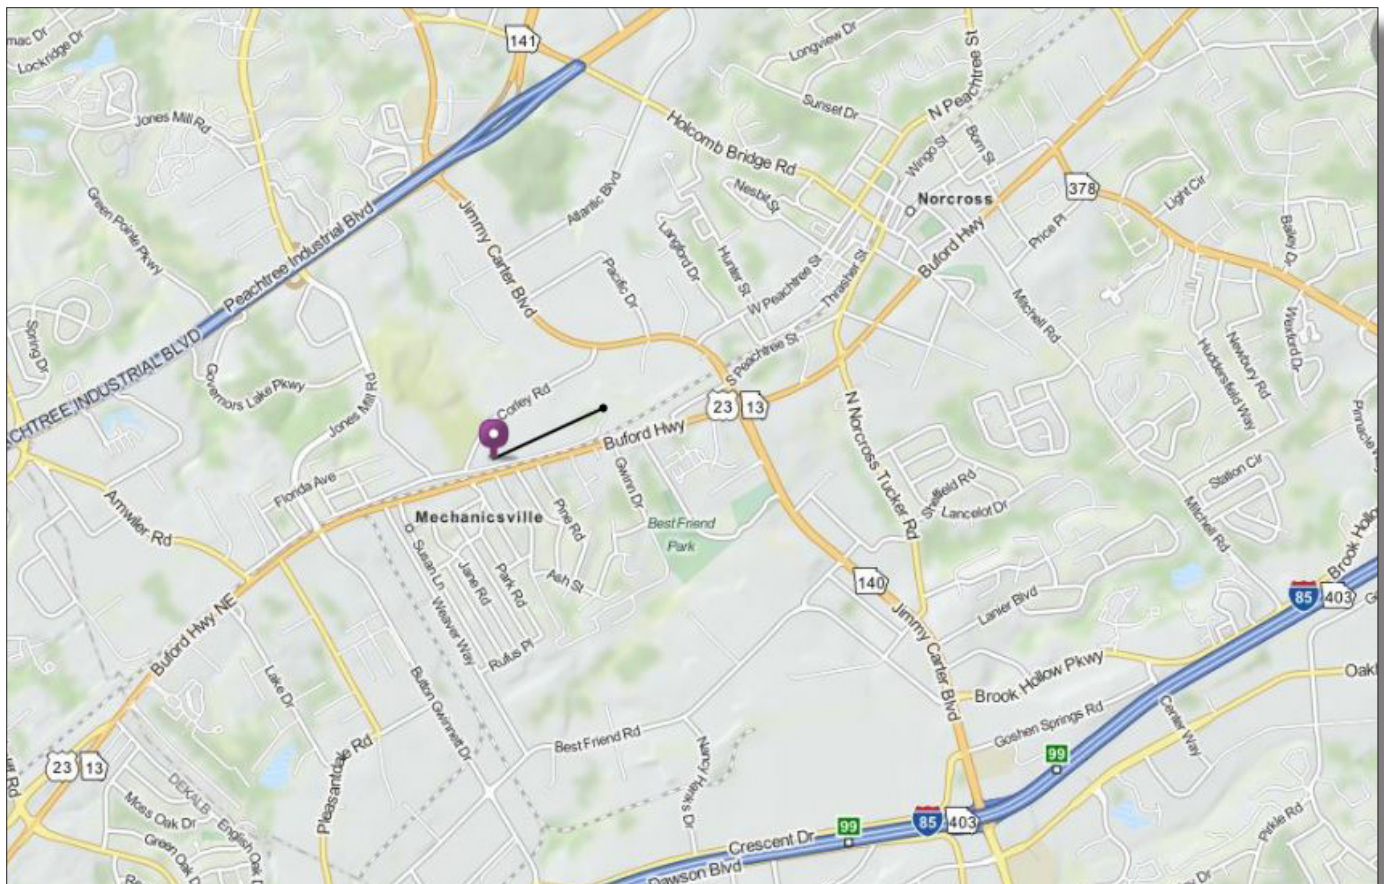 mac Dr
Lockridge Dr
141
Longview Dr
N Peachtree St
Sunset Dr
Jones Mill Rd
Holcomb Bridge Rd
Wingo St
Born St
378
Light Cir
Nesbit St
Norcross
Green Pointe Pkwy
Atlantic Blvd
Peachtree Industrial Blvd
Jimmy Carter Blvd
Langford Dr
Hunter St
Buford Hwy
Price Pl
Bailey Dr
Pacific Dr
W Peachtree St
Thrasher St
Mitchell Rd
Spring Dr
Wexford Dr
ACHTREE INDUSTRIAL BLVD
S Peachtree St
Newbury Rd
Huddersfield Way
Governors Lake Pkwy
Jones Mill Rd
Corley Rd
23
13
N Norcross Tucker Rd
Buford Hwy
Pinnacle
Florida Ave
Gwinn Dr
Sheffield Rd
Station Cir
Amwiler Rd
Mechanicsville
Pine Rd
Lancelot Dr
Best Friend
Park
Mitchell Rd
Brook Hollo
Susan Ln
Jane Rd
Park Rd
Ash St
140
Lanier Blvd
85
403
Buford Hwy NE
Weaver Way
Rufus Pl
Jimmy Carter Blvd
Brook Hollow Pkwy
Oak
Lake Dr
Button Gwinnett Dr
Goshen Springs Rd
Center Way
Best Friend Rd
Nancy Hanks Dr
99
23
13
Pleasantdale Rd
DEKALB
Moss Oak Dr
English Oak
Green Oak
99
85
403
Crescent Dr
Dawson Blvd
Pirkle Rd